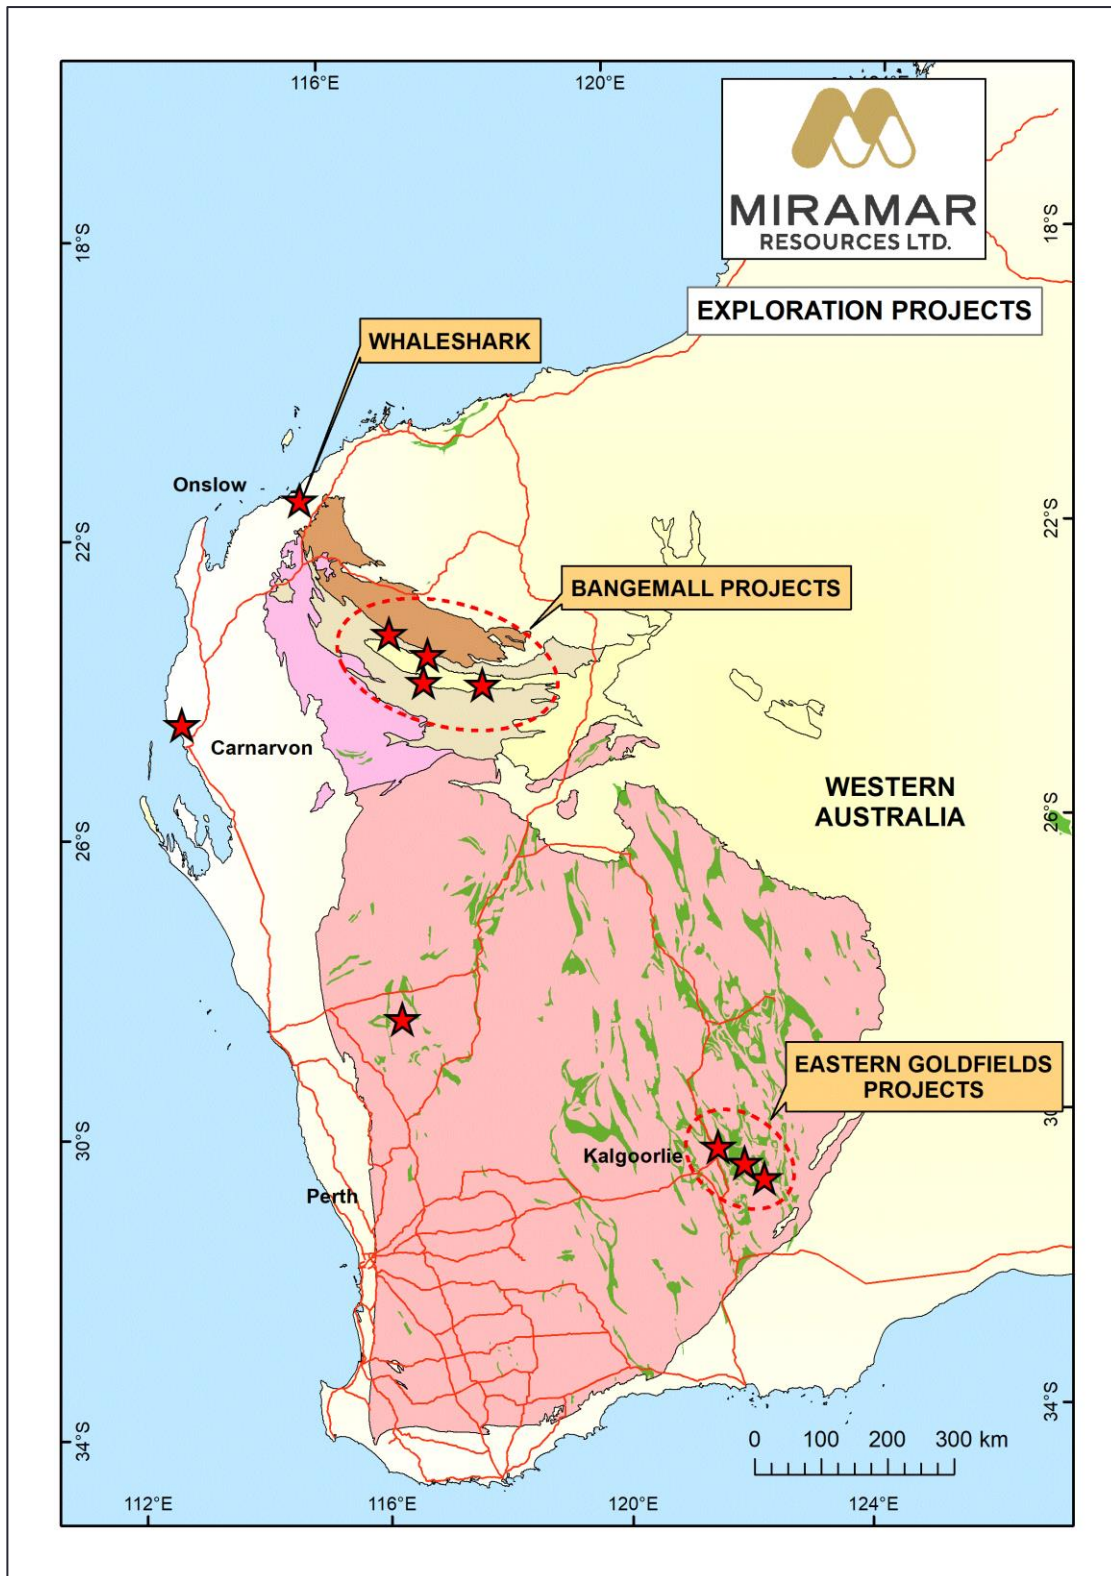 116°E
120°E
MIRAMAR
RESOURCES LTD.
18°S
18°S
EXPLORATION PROJECTS
WHALESHARK
Onslow
22°S
22°S
BANGEMALL PROJECTS
Carnarvon
WESTERN
AUSTRALIA
26°S
26°S
EASTERN GOLDFIELDS
PROJECTS
30°S
Kalgoorlie
Perth
34°S
34°S
0 100 200 300 km
112°E
116°E
120°E
124°E